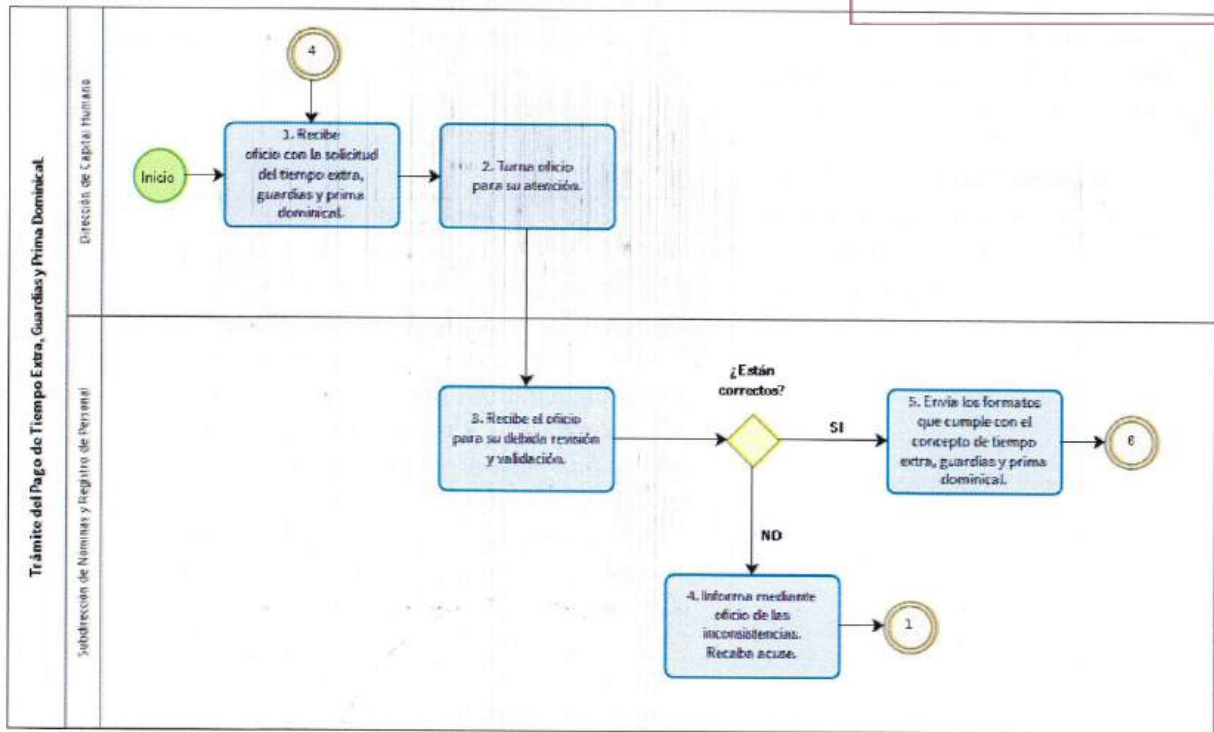 Trámite del Pago de Tiempo Extra, Guardias y Prima Dominical.
Dirección de Capital Humano
4
Inicio
1. Recibe
oficio con la solicitud
del tiempo extra,
guardias y prima
dominical.
2. Turna oficio
para su atención.
Subdirección de Nóminas y Registro de Personal
3. Recibe el oficio
para su debida revisión
y validación.
¿Están
correctos?
SI
5. Envía los formatos
que cumple con el
concepto de tiempo
extra, guardias y prima
dominical.
6
NO
4. Informa mediante
oficio de las
inconsistencias.
Recaba acuse.
1